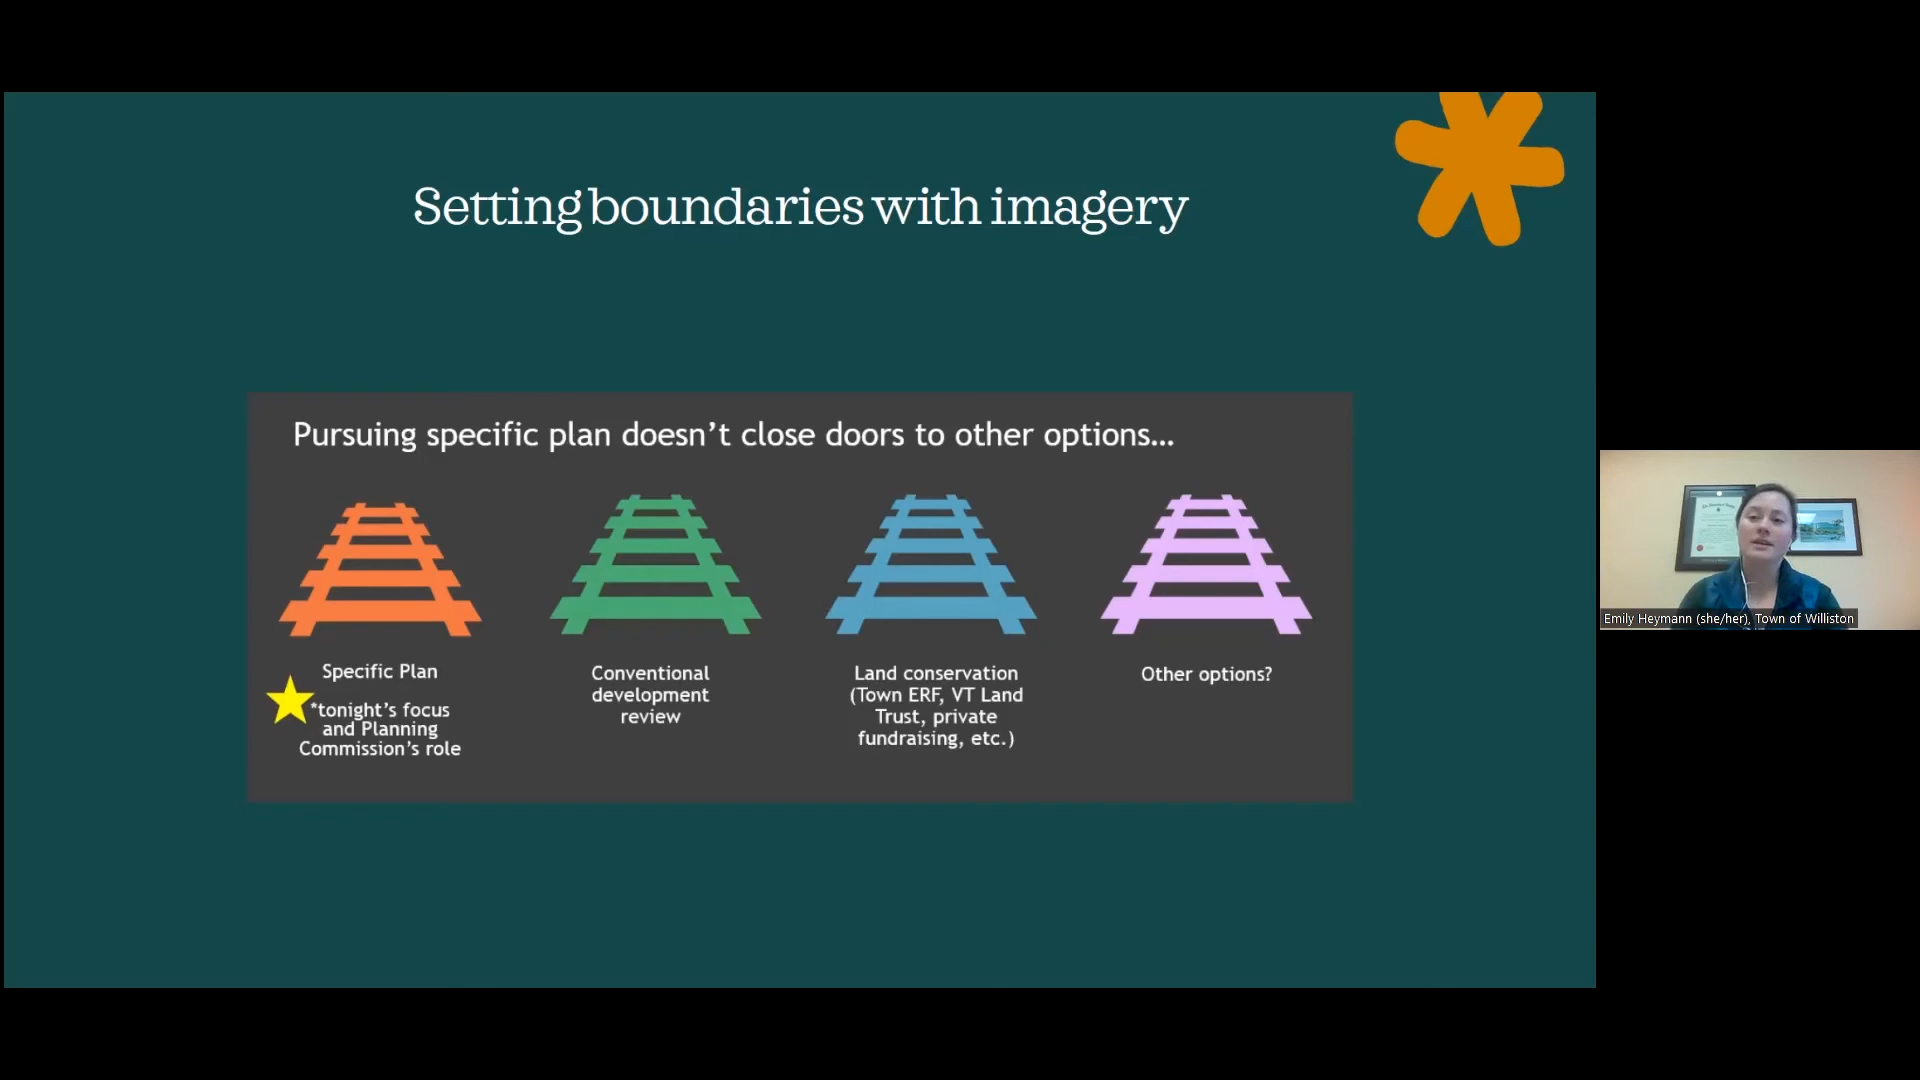 Setting boundaries with imagery
Pursuing specific plan doesn't close doors to other options...
Specific Plan
*tonight's focus
and Planning
Commission's role
Conventional
development
review
Land conservation
(Town ERF, VT Land
Trust, private
fundraising, etc.)
Other options?
Emily Heymann (she/her), Town of Williston